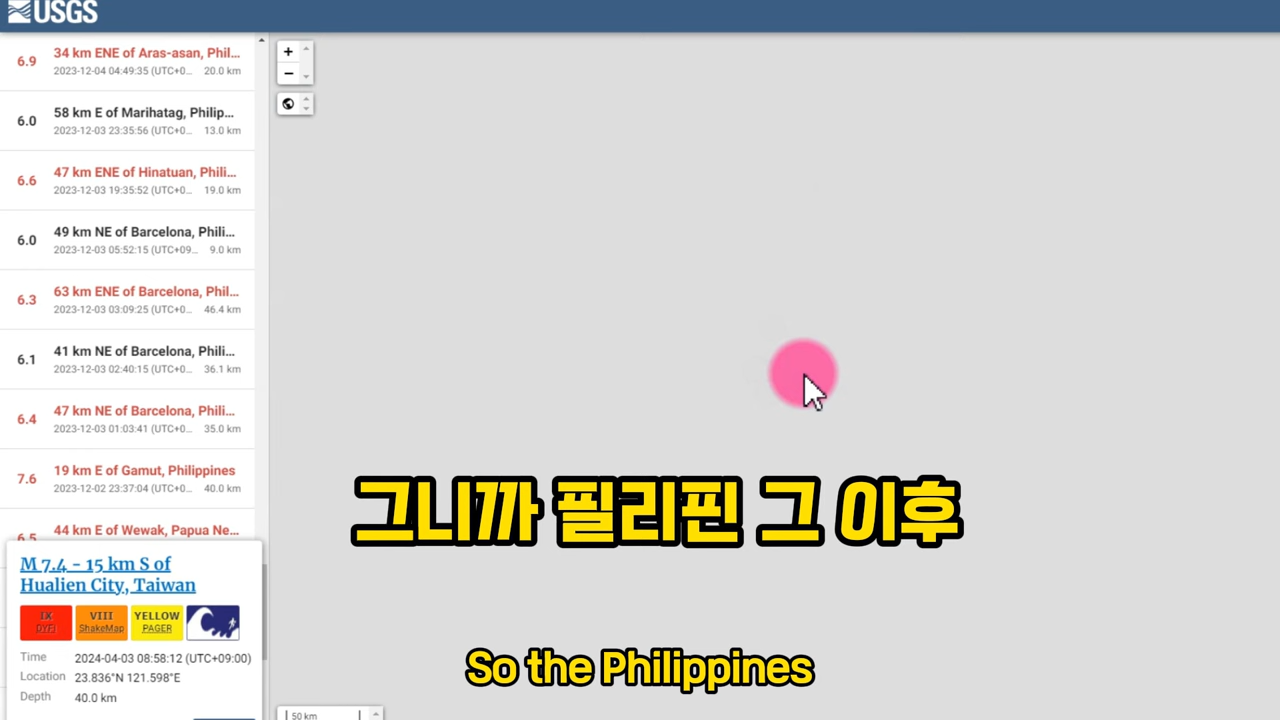 USGS
6.9
34 km ENE of Aras-asan, Phil...
2023-12-04 04:49:35 (UTC+0... 20.0 km
6.0
58 km E of Marihatag, Philip...
2023-12-03 23:35:56 (UTC+0... 13.0 km
6.6
47 km ENE of Hinatuan, Phili...
2023-12-03 19:35:52 (UTC+0... 19.0 km
6.0
49 km NE of Barcelona, Phili...
2023-12-03 05:52:15 (UTC+09... 9.0 km
6.3
63 km ENE of Barcelona, Phil...
2023-12-03 03:09:25 (UTC+0... 46.4 km
6.1
41 km NE of Barcelona, Phili...
2023-12-03 02:40:15 (UTC+0... 36.1 km
6.4
47 km NE of Barcelona, Phili...
2023-12-03 01:03:41 (UTC+0... 35.0 km
7.6
19 km E of Gamut, Philippines
2023-12-02 23:37:04 (UTC+0... 40.0 km
6.5
44 km E of Wewak, Papua Ne...
M 7.4 - 15 km S of
Hualien City, Taiwan
IX VIII YELLOW
DYFI ShakeMap PAGER
Time 2024-04-03 08:58:12 (UTC+09:00)
Location 23.836°N 121.598°E
Depth 40.0 km
+
−
그니까 필리핀 그 이후
So the Philippines
50 km